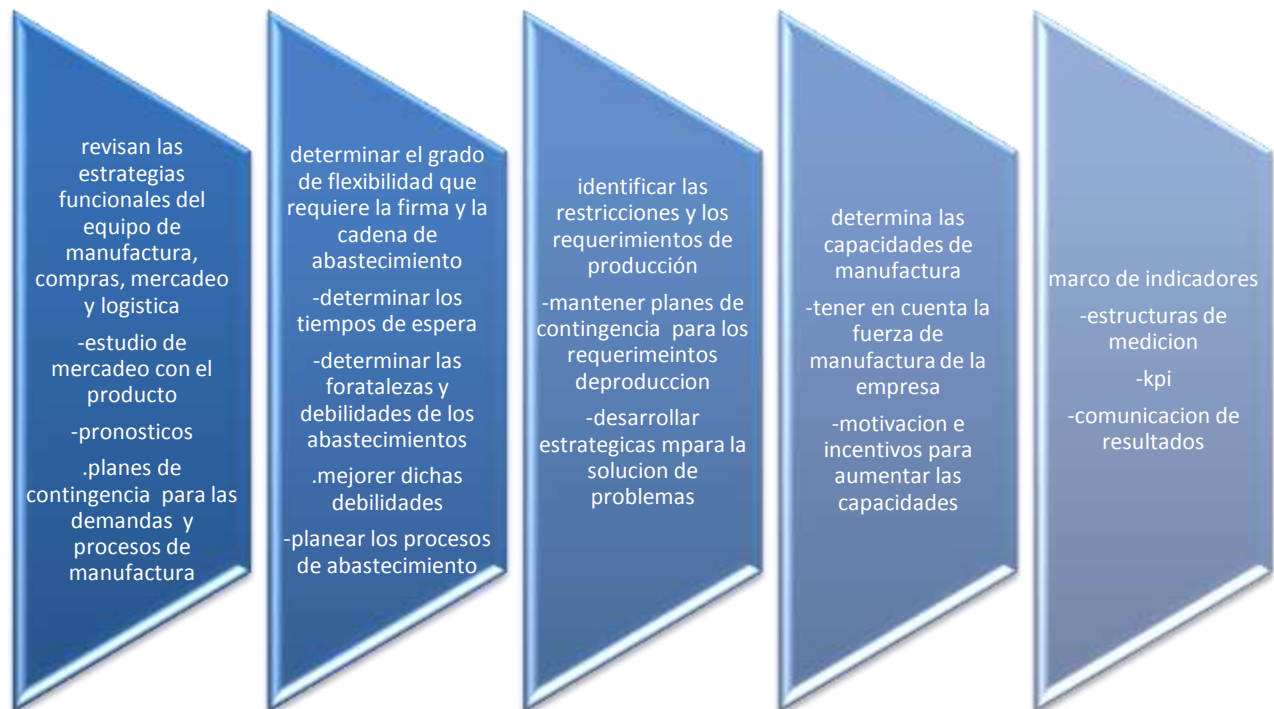 revisan las
estrategias
funcionales del
equipo de
manufactura,
compras, mercadeo
y logistica
-estudio de
mercadeo con el
producto
-pronosticos
.planes de
contingencia para las
demandas y
procesos de
manufactura
determinar el grado
de flexibilidad que
requiere la firma y la
cadena de
abastecimiento
-determinar los
tiempos de espera
-determinar las
foratalezas y
debilidades de los
abastecimientos
.mejorer dichas
debilidades
-planear los procesos
de abastecimiento
identificar las
restricciones y los
requerimientos de
producción
-mantener planes de
contingencia para los
requerimeintos
deproduccion
-desarrollar
estrategicas mpara la
solucion de
problemas
determina las
capacidades de
manufactura
-tener en cuenta la
fuerza de
manufactura de la
empresa
-motivacion e
incentivos para
aumentar las
capacidades
marco de indicadores
-estructuras de
medicion
-kpi
-comunicacion de
resultados